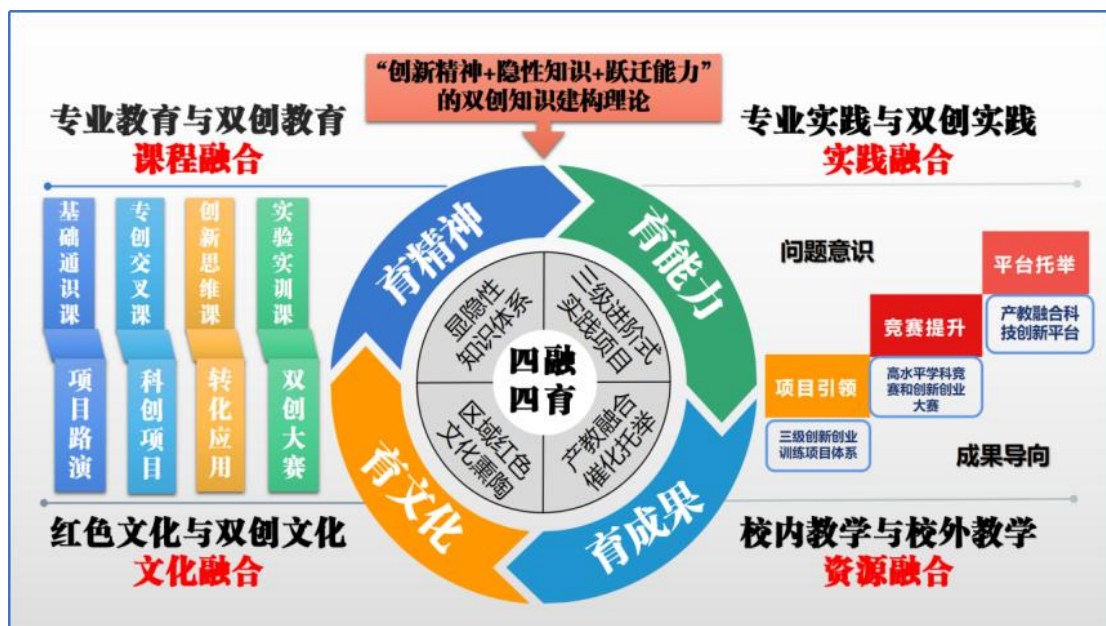 “创新精神+隐性知识+跃迁能力”
的双创知识建构理论
专业教育与双创教育
课程融合
专业实践与双创实践
实践融合
基础通识课
专创交叉课
创新思维课
实验实训课
项目路演
科创项目
转化应用
双创大赛
育精神
育能力
育文化
育成果
显隐性
知识体系
三级进阶式
实践项目
四融
四育
区域红色
文化熏陶
产教融合
催化托举
问题意识
平台托举
产教融合科
技创新平台
竞赛提升
高水平学科竞
赛和创新创业
大赛
项目引领
三级创新创业
训练项目体系
成果导向
红色文化与双创文化
文化融合
校内教学与校外教学
资源融合